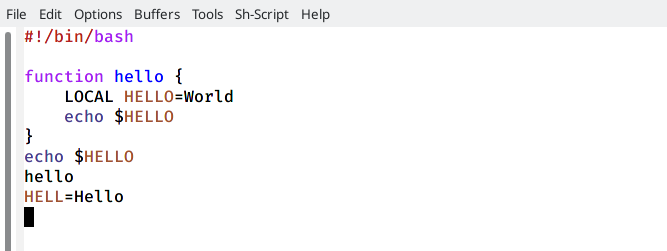 File Edit Options Buffers Tools Sh-Script Help
#!/bin/bash
function hello {
    LOCAL HELLO=World
    echo $HELLO
}
echo $HELLO
hello
HELL=Hello